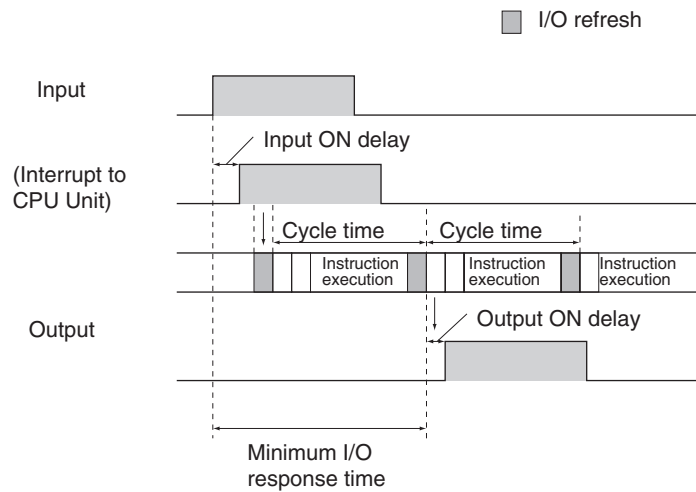 I/O refresh
Input
Input ON delay
(Interrupt to
CPU Unit)
Cycle time
Cycle time
Instruction
execution
Instruction
execution
Instruction
execution
Output
Output ON delay
Minimum I/O
response time